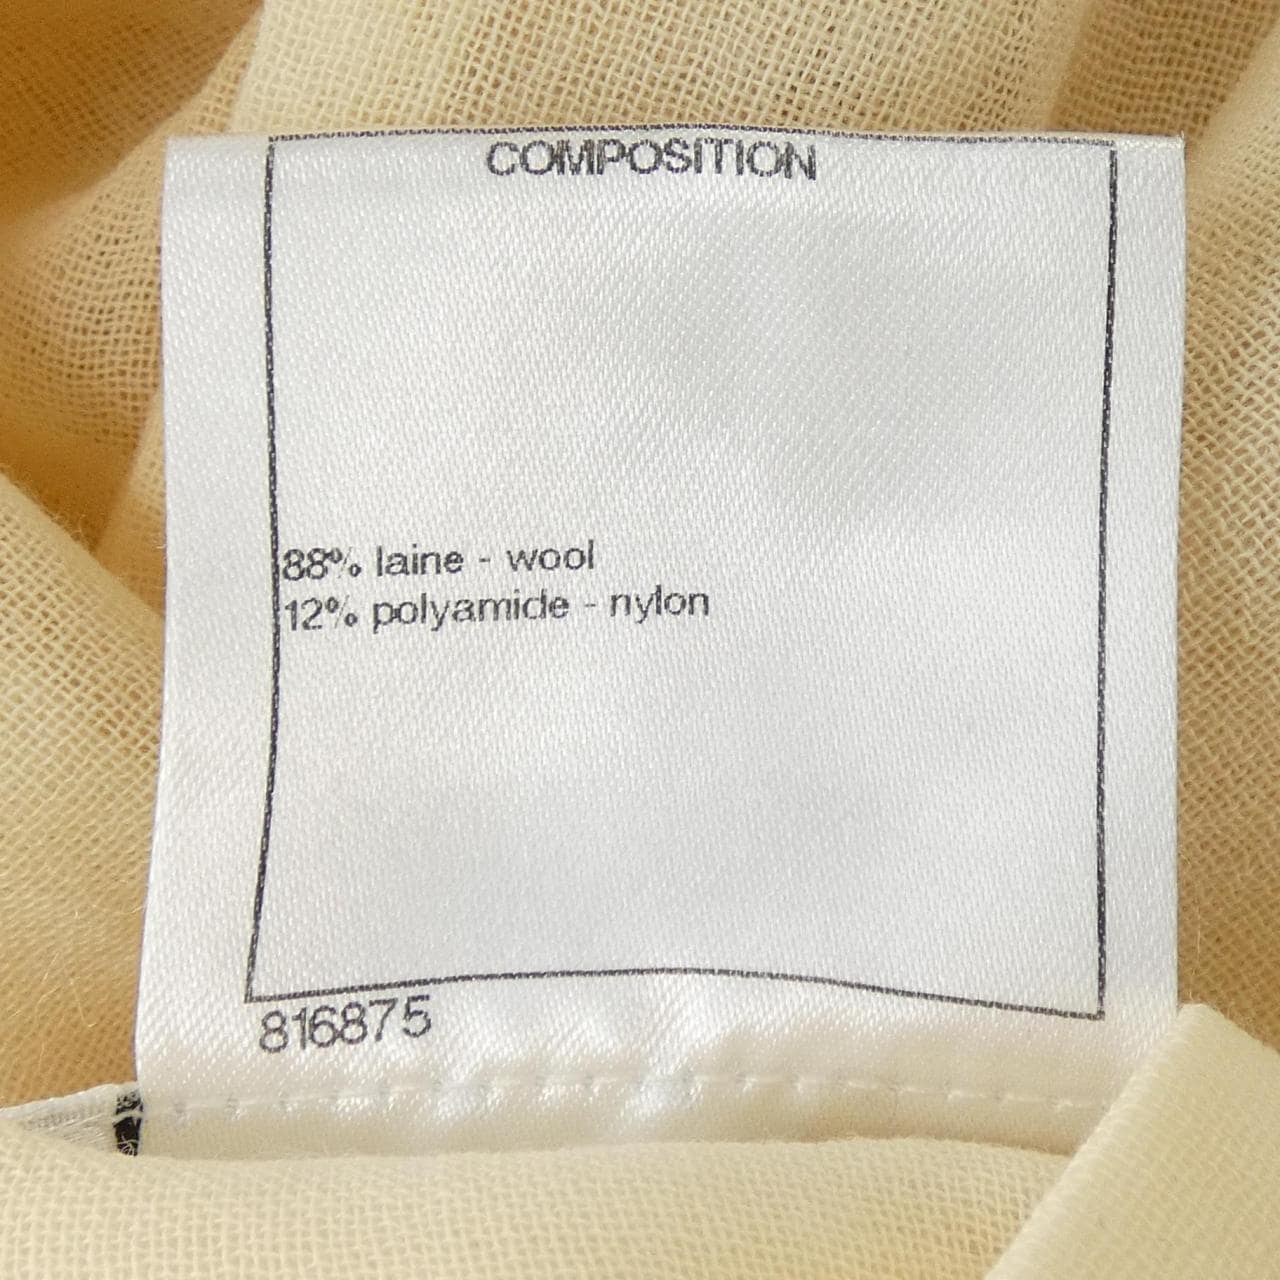 COMPOSITION
88% laine - wool
12% polyamide - nylon
816875